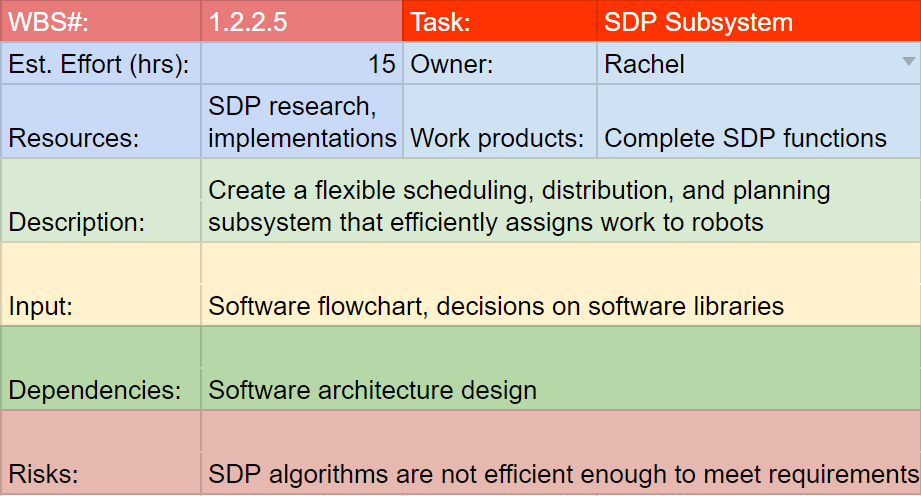 WBS#: 1.2.2.5 Task: SDP Subsystem
Est. Effort (hrs): 15 Owner: Rachel
SDP research,
Resources: implementations Work products: Complete SDP functions
Create a flexible scheduling, distribution, and planning
Description: subsystem that efficiently assigns work to robots
Input: Software flowchart, decisions on software libraries
Dependencies: Software architecture design
Risks: SDP algorithms are not efficient enough to meet requirements